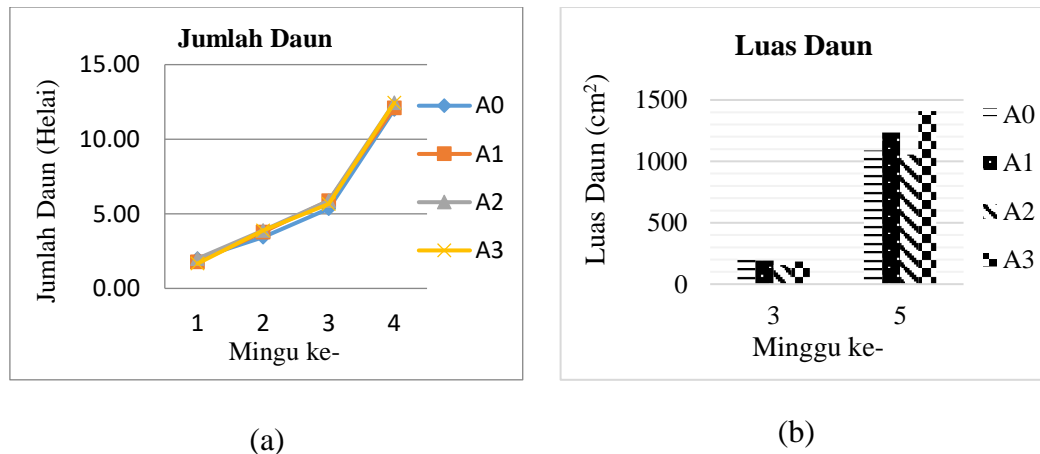 Jumlah Daun
Jumlah Daun (Helai)
15.00
10.00
5.00
0.00
1 2 3 4
Mingu ke-
A0
A1
A2
A3
(a)
Luas Daun
Luas Daun (cm²)
1500
1000
500
0
3 5
Minggu ke-
A0
A1
A2
A3
(b)